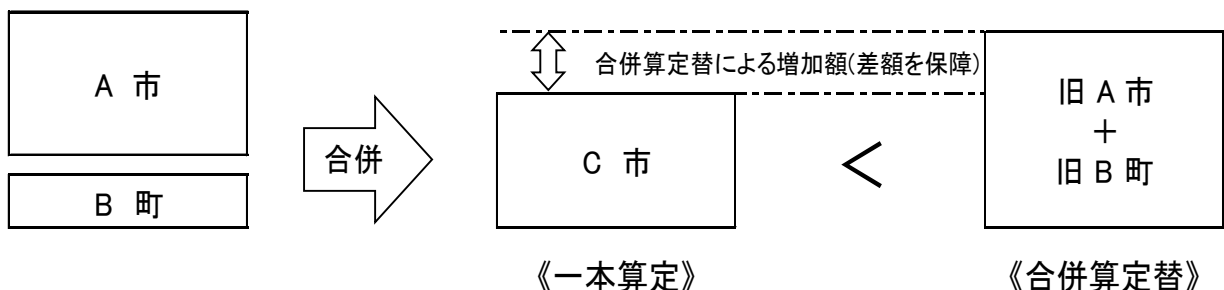 A 市
B 町
合併
合併算定替による増加額(差額を保障)
C 市
＜
旧 A 市
＋
旧 B 町
《一本算定》
《合併算定替》